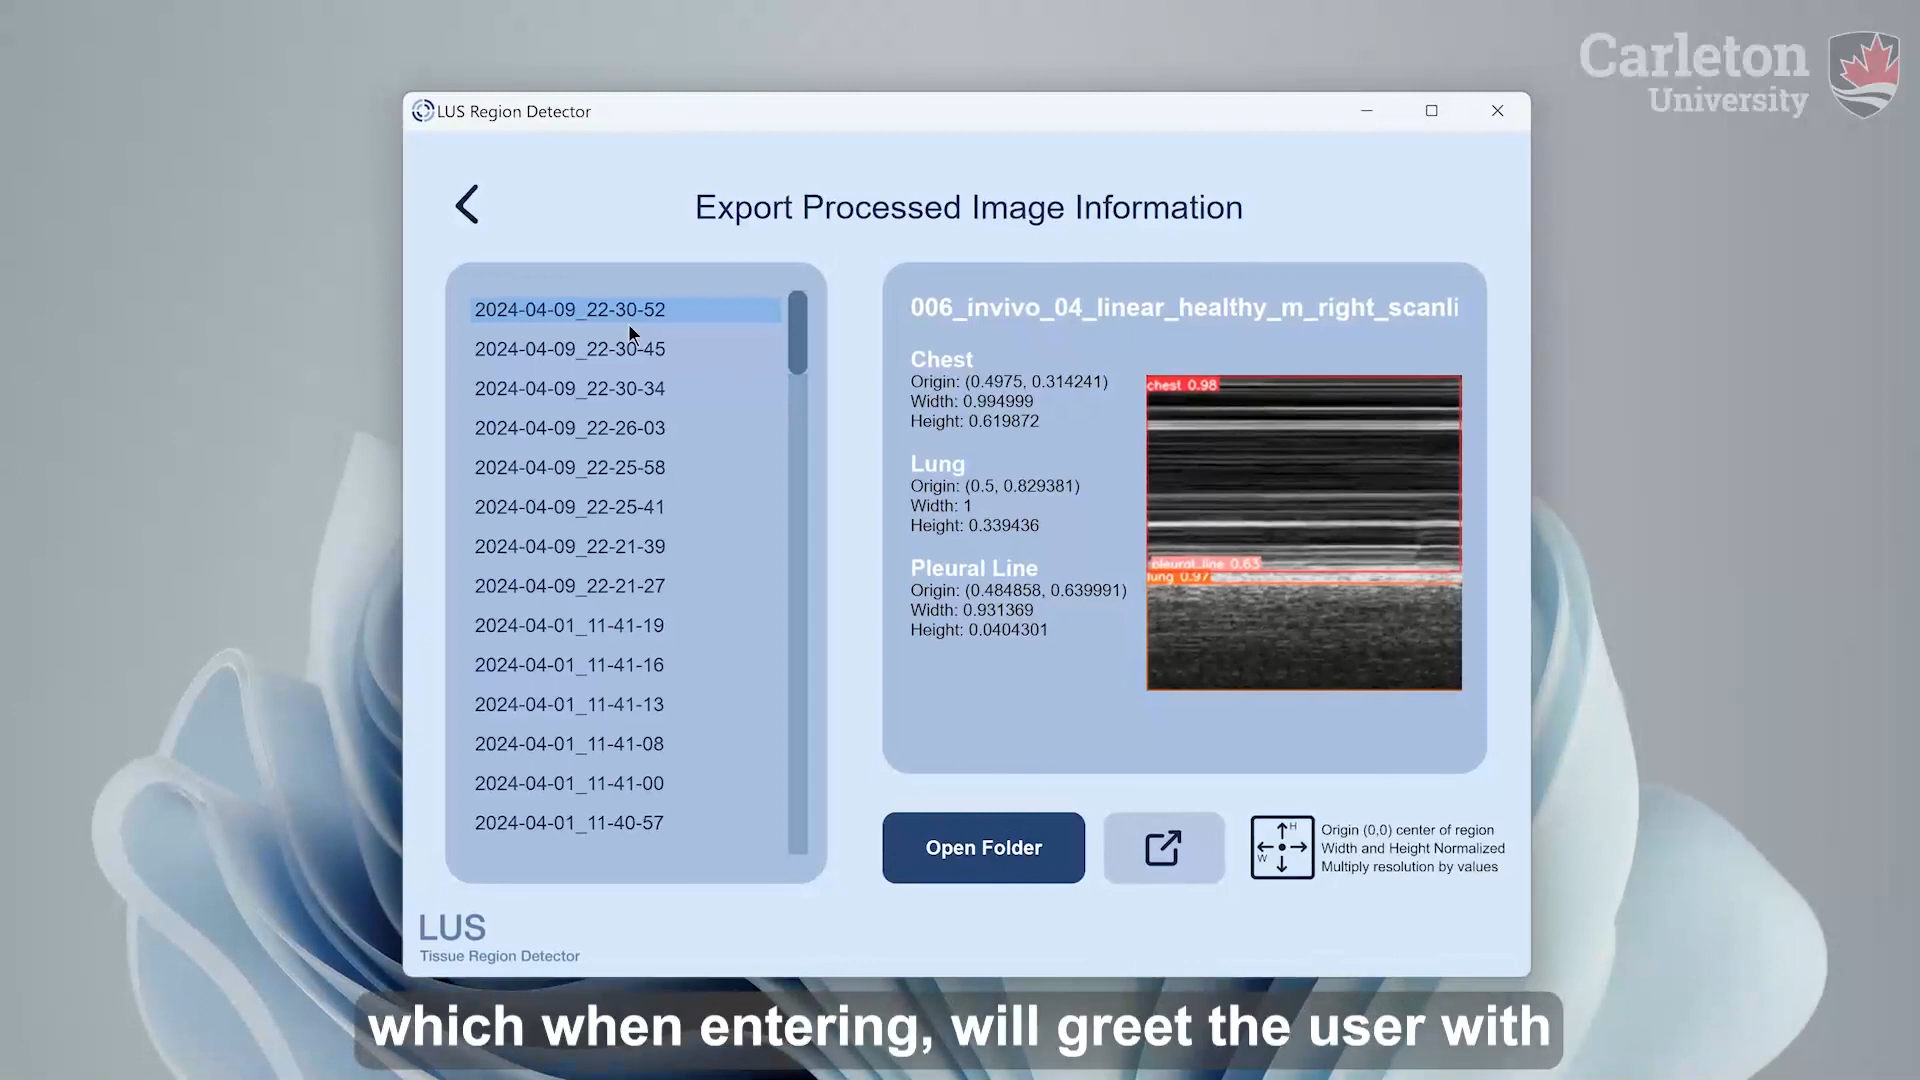 Carleton
University
LUS Region Detector
Export Processed Image Information
2024-04-09_22-30-52
2024-04-09_22-30-45
2024-04-09_22-30-34
2024-04-09_22-26-03
2024-04-09_22-25-58
2024-04-09_22-25-41
2024-04-09_22-21-39
2024-04-09_22-21-27
2024-04-01_11-41-19
2024-04-01_11-41-16
2024-04-01_11-41-13
2024-04-01_11-41-08
2024-04-01_11-41-00
2024-04-01_11-40-57
006_invivo_04_linear_healthy_m_right_scanli
Chest
Origin: (0.4975, 0.314241)
Width: 0.994999
Height: 0.619872
Lung
Origin: (0.5, 0.829381)
Width: 1
Height: 0.339436
Pleural Line
Origin: (0.484858, 0.639991)
Width: 0.931369
Height: 0.0404301
chest 0.98
pleural_line 0.63
lung 0.97
Open Folder
H
W
Origin (0,0) center of region
Width and Height Normalized
Multiply resolution by values
LUS
Tissue Region Detector
which when entering, will greet the user with